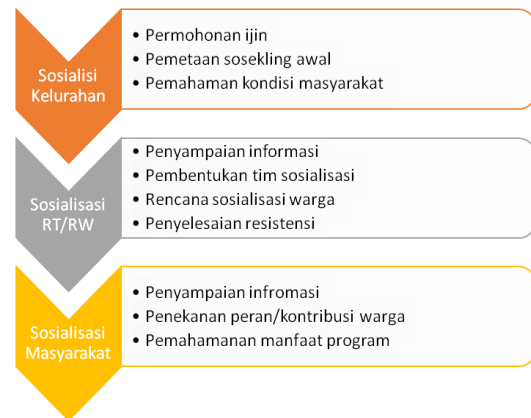 Sosialisi
Kelurahan
• Permohonan ijin
• Pemetaan sosekling awal
• Pemahaman kondisi masyarakat
Sosialisasi
RT/RW
• Penyampaian informasi
• Pembentukan tim sosialisasi
• Rencana sosialisasi warga
• Penyelesaian resistensi
Sosialisasi
Masyarakat
• Penyampaian infromasi
• Penekanan peran/kontribusi warga
• Pemahamanan manfaat program